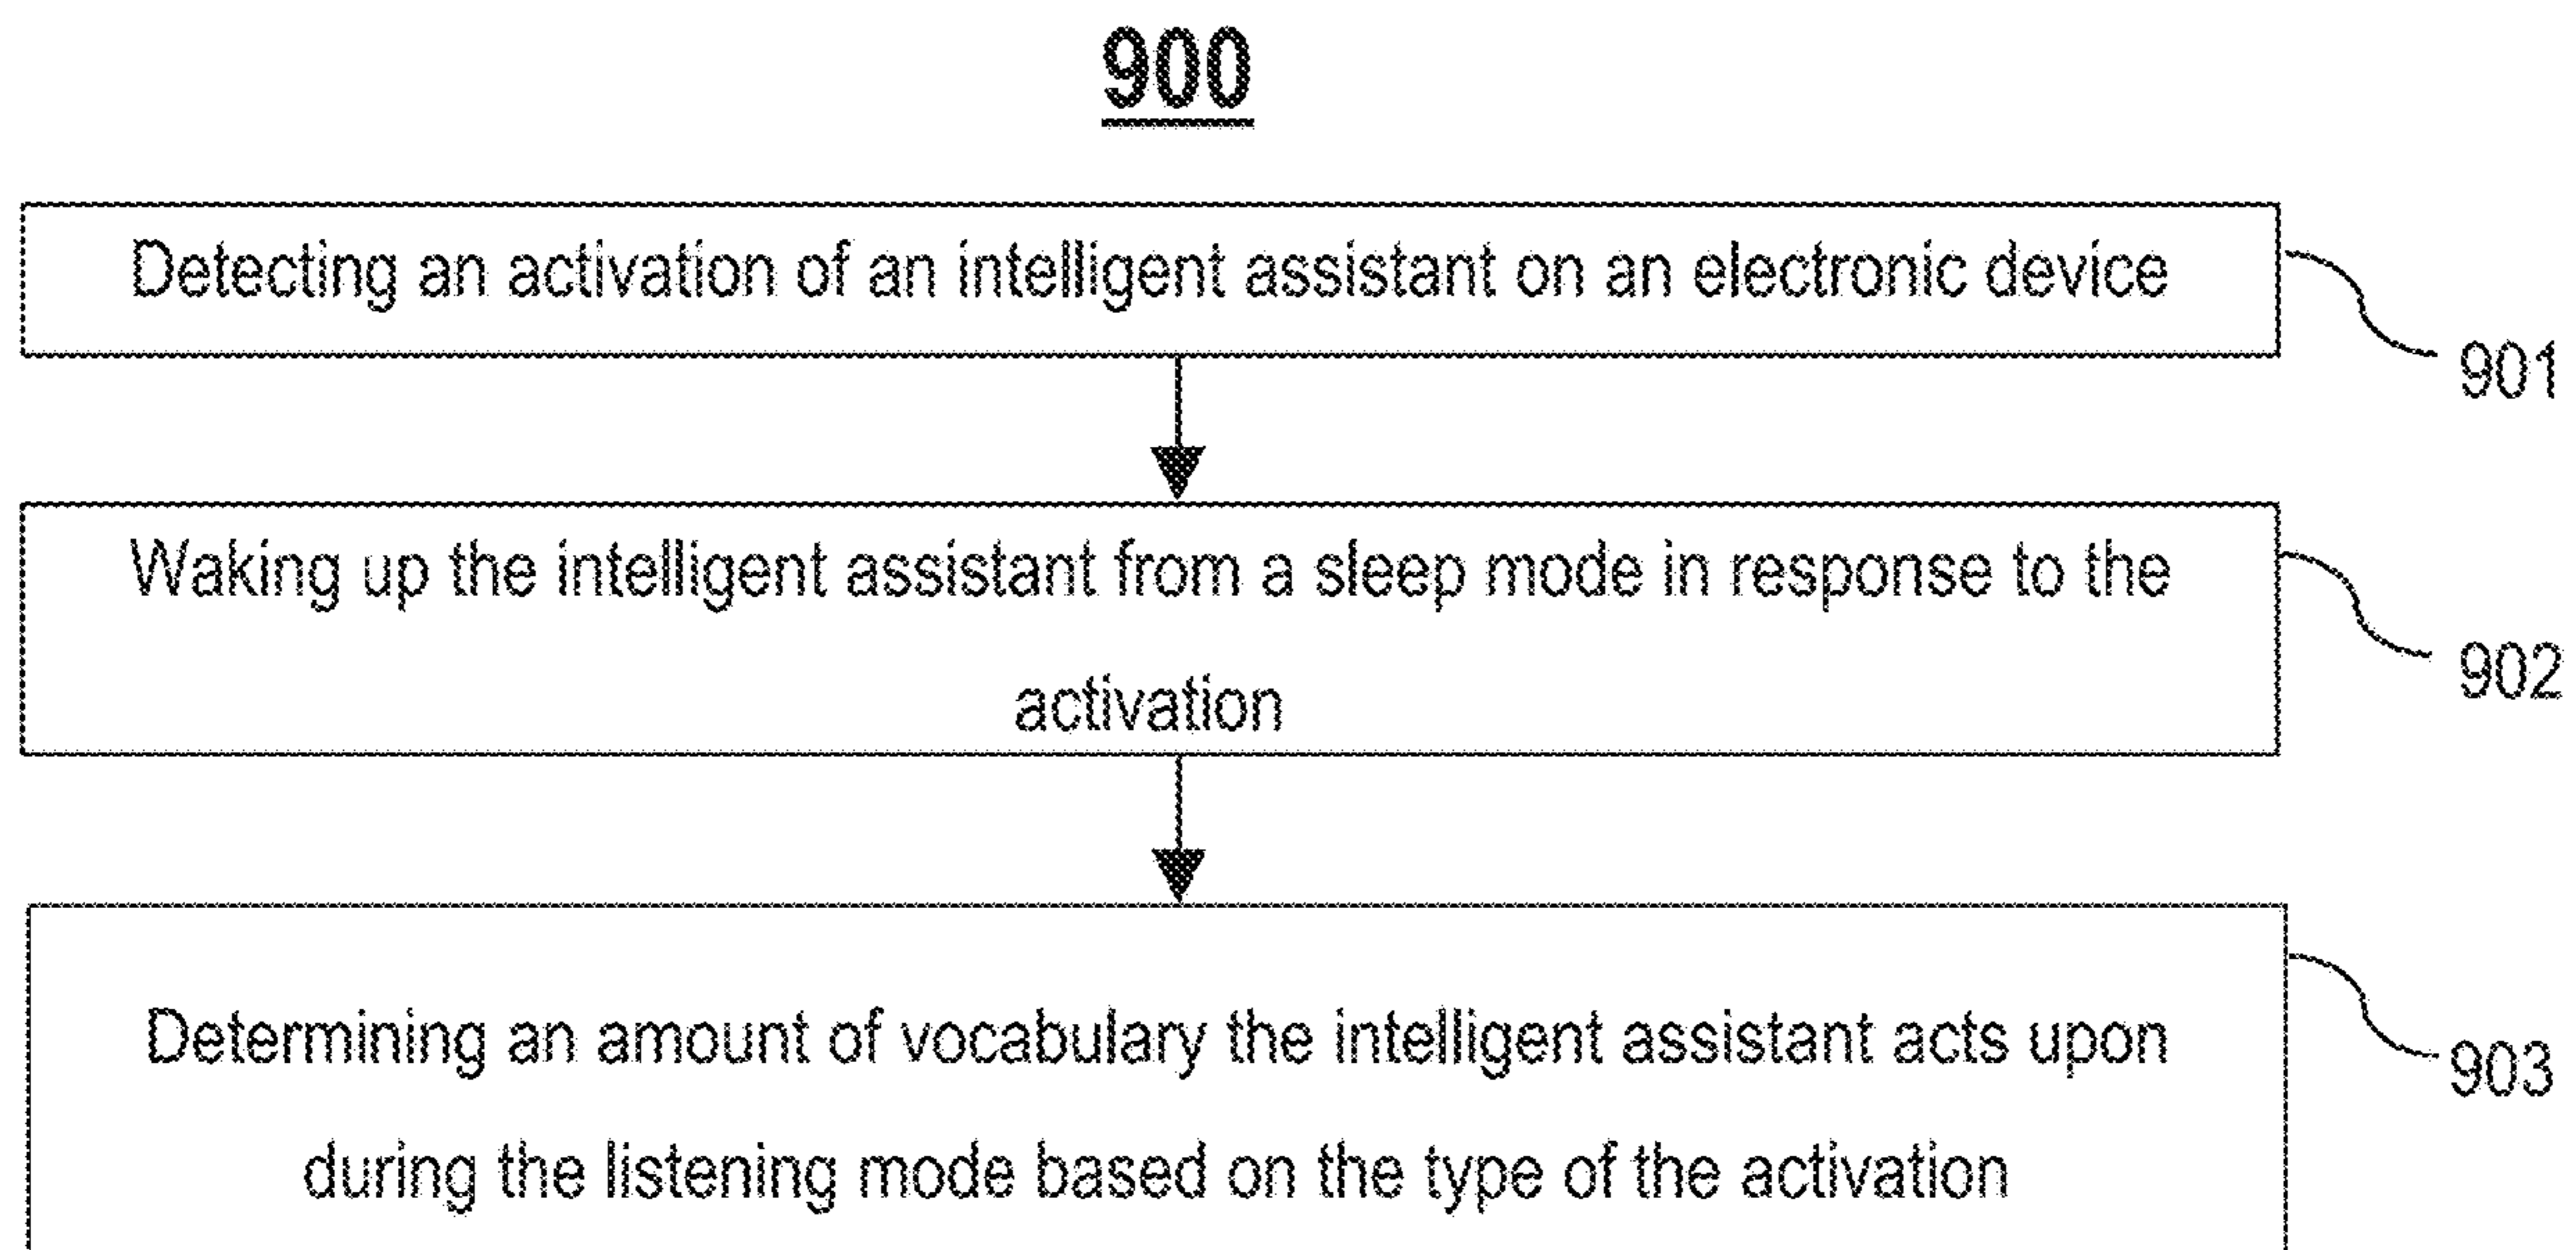 900
Detecting an activation of an intelligent assistant on an electronic device
901
Waking up the intelligent assistant from a sleep mode in response to the
activation
902
Determining an amount of vocabulary the intelligent assistant acts upon
during the listening mode based on the type of the activation
903